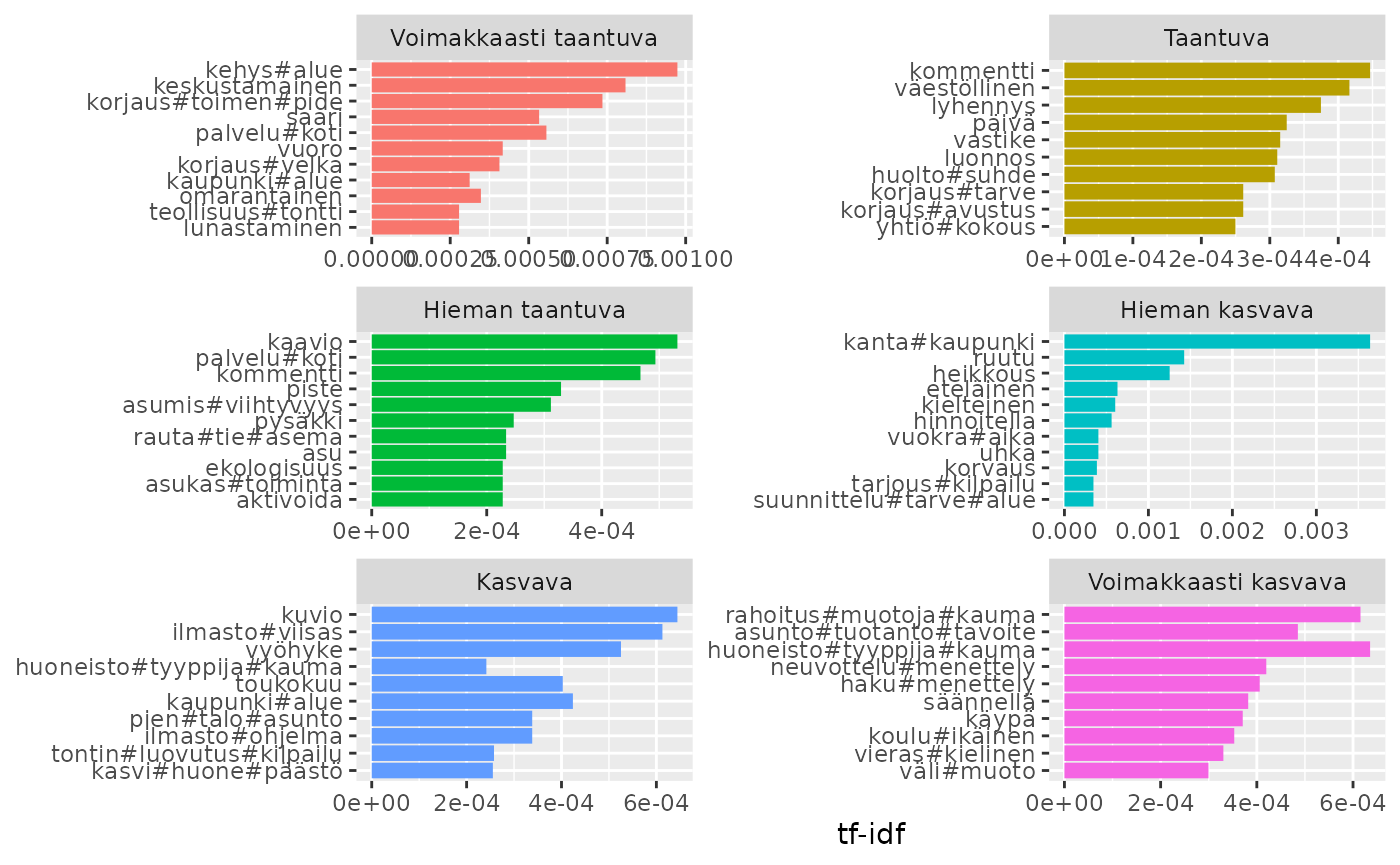 Voimakkaasti taantuva
kehys#alue
keskustamainen
korjaus#toimen#pide
saari
palvelu#koti
vuoro
korjaus#velka
kaupunki#alue
omarantainen
teollisuus#tontti
lunastaminen
0.00000 0.00025 0.00050 0.00075 0.00100
Taantuva
kommentti
väestöllinen
lyhennys
päivä
vastike
luonnos
huolto#suhde
korjaus#tarve
korjaus#avustus
yhtiö#kokous
0e+00 1e-04 2e-04 3e-04 4e-04
Hieman taantuva
kaavio
palvelu#koti
kommentti
piste
asumis#viihtyvyys
pysäkki
rauta#tie#asema
asu
ekologisuus
asukas#toiminta
aktivoida
0e+00 2e-04 4e-04
Hieman kasvava
kanta#kaupunki
ruutu
heikkous
eteläinen
kielteinen
hinnoitella
vuokra#aika
uhka
korvaus
tarjous#kilpailu
suunnittelu#tarve#alue
0.000 0.001 0.002 0.003
Kasvava
kuvio
ilmasto#viisas
vyöhyke
huoneisto#tyyppija#kauma
toukokuu
kaupunki#alue
pien#talo#asunto
ilmasto#ohjelma
tontin#luovutus#kilpailu
kasvi#huone#päästö
0e+00 2e-04 4e-04 6e-04
Voimakkaasti kasvava
rahoitus#muotoja#kauma
asunto#tuotanto#tavoite
huoneisto#tyyppija#kauma
neuvottelu#menettely
haku#menettely
säännellä
käypä
koulu#ikäinen
vieras#kielinen
väli#muoto
0e+00 2e-04 4e-04 6e-04
tf-idf